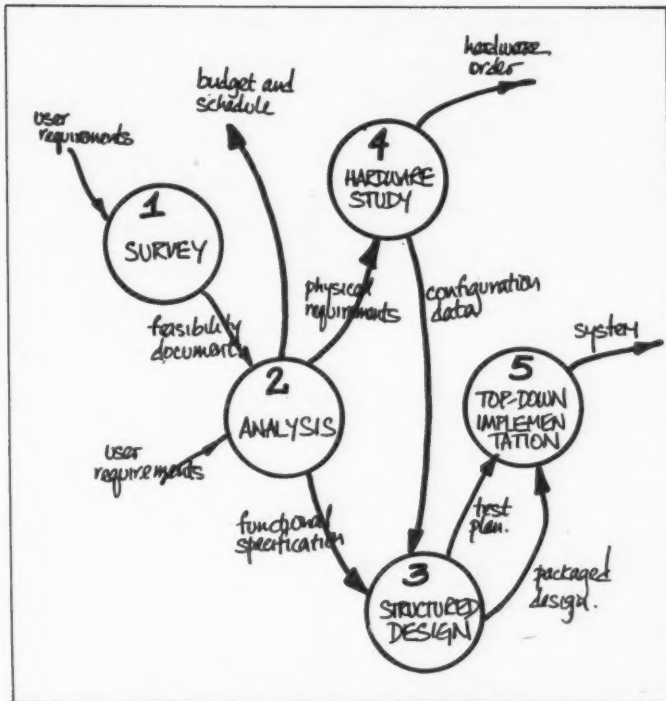 user
requirements
1
SURVEY
feasibility
document
budget and
schedule
2
ANALYSIS
user
requirements
physical
requirements
4
HARDWARE
STUDY
hardware
order
configuration
data
functional
specification
3
STRUCTURED
DESIGN
test
plan.
packaged
design.
5
TOP-DOWN
IMPLEMEN
TATION
system